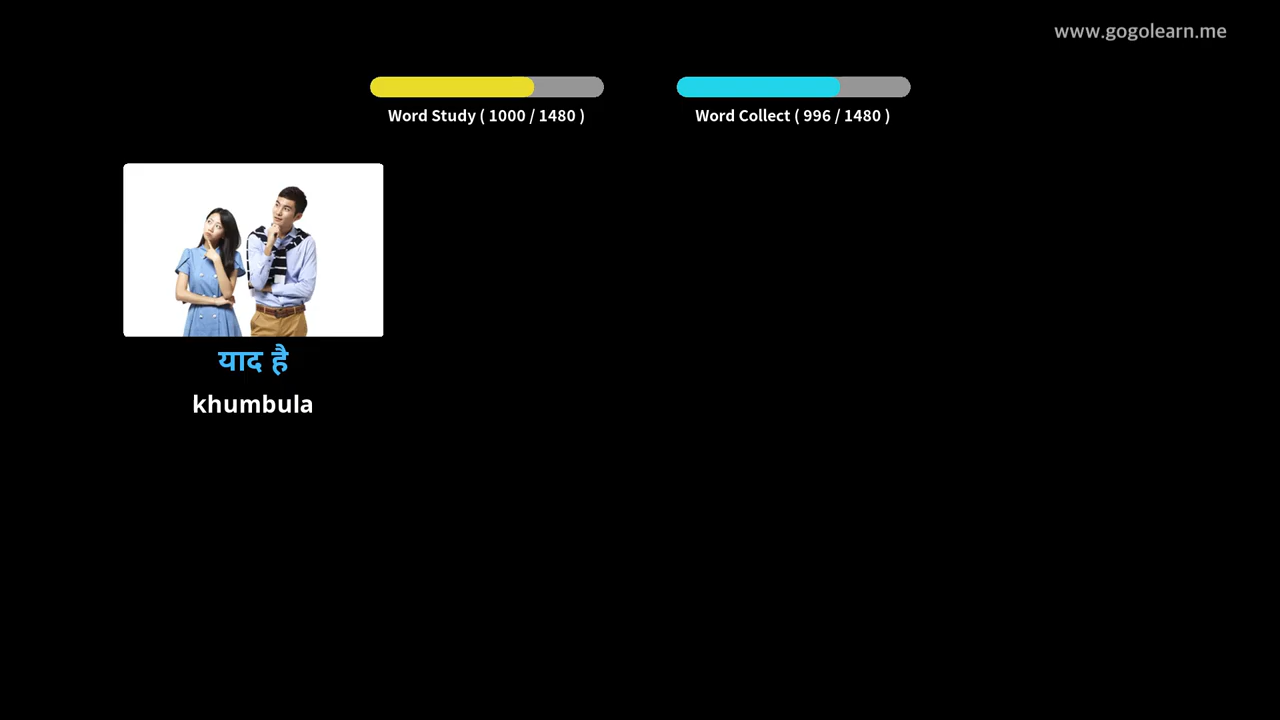 www.gogolearn.me
Word Study ( 1000 / 1480 )
Word Collect ( 996 / 1480 )
याद है
khumbula